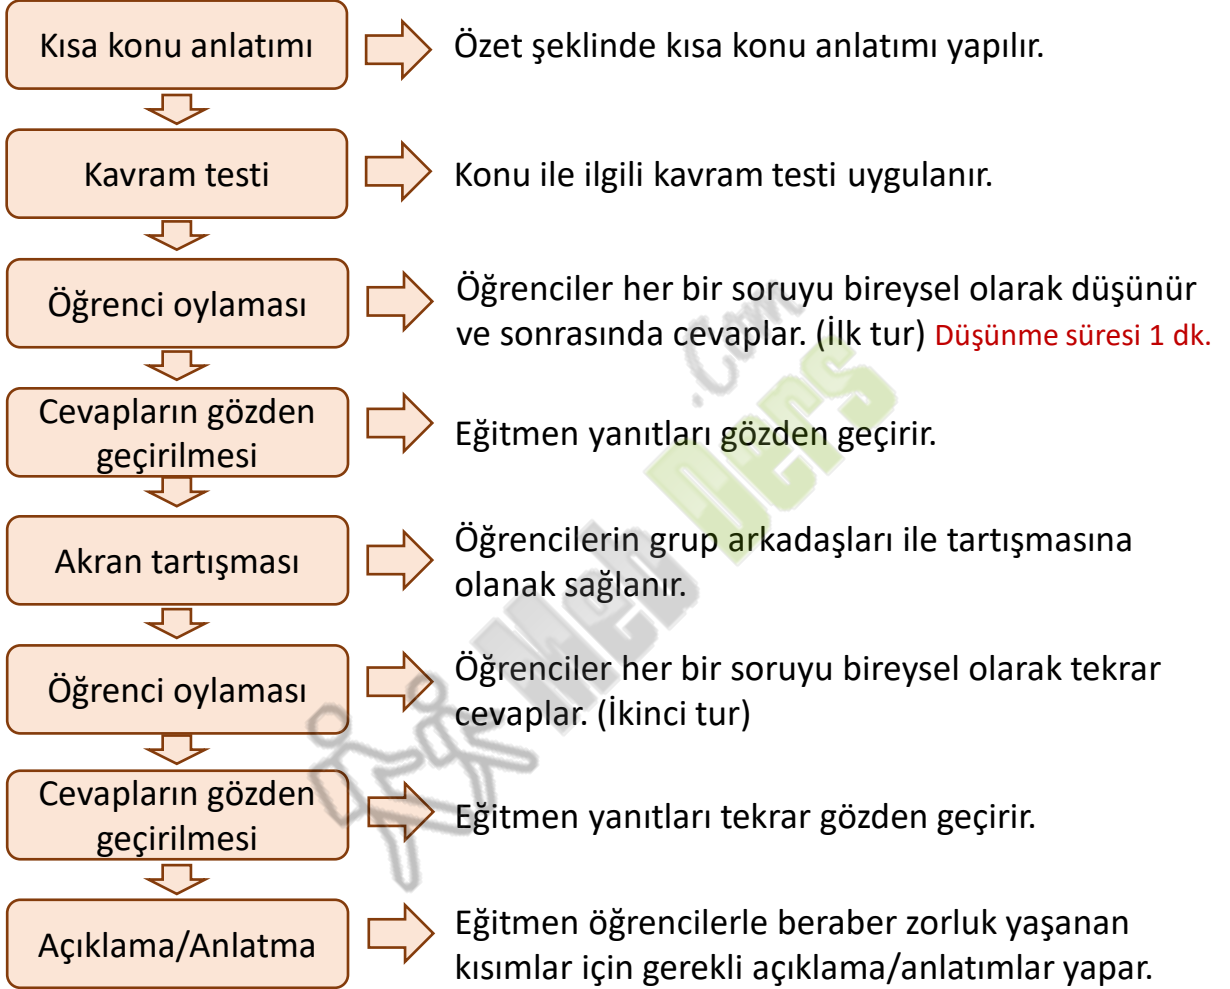 Kısa konu anlatımı
Özet şeklinde kısa konu anlatımı yapılır.
Kavram testi
Konu ile ilgili kavram testi uygulanır.
Öğrenci oylaması
Öğrenciler her bir soruyu bireysel olarak düşünür
ve sonrasında cevaplar. (İlk tur) Düşünme süresi 1 dk.
Cevapların gözden
geçirilmesi
Eğitmen yanıtları gözden geçirir.
Akran tartışması
Öğrencilerin grup arkadaşları ile tartışmasına
olanak sağlanır.
Öğrenci oylaması
Öğrenciler her bir soruyu bireysel olarak tekrar
cevaplar. (İkinci tur)
Cevapların gözden
geçirilmesi
Eğitmen yanıtları tekrar gözden geçirir.
Açıklama/Anlatma
Eğitmen öğrencilerle beraber zorluk yaşanan
kısımlar için gerekli açıklama/anlatımlar yapar.
Web Ders .Com